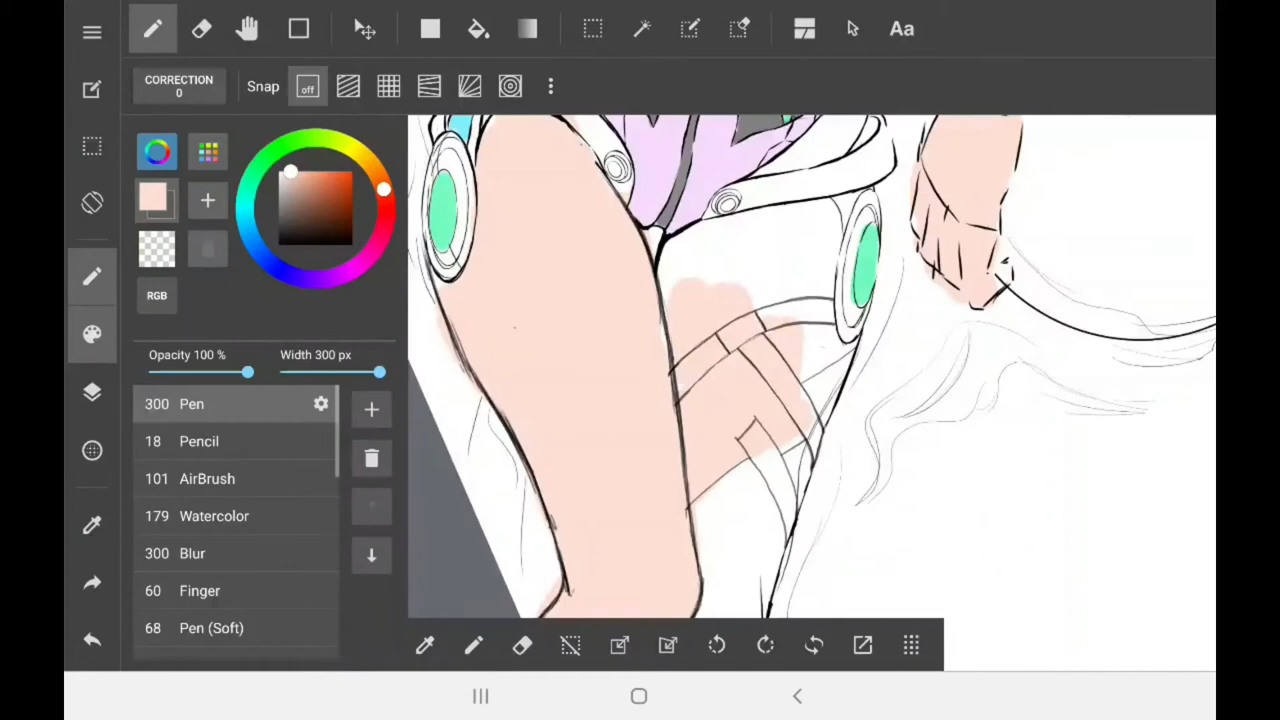 Aa
CORRECTION
0
Snap
off
RGB
Opacity 100 %
Width 300 px
300 Pen
18 Pencil
101 AirBrush
179 Watercolor
300 Blur
60 Finger
68 Pen (Soft)